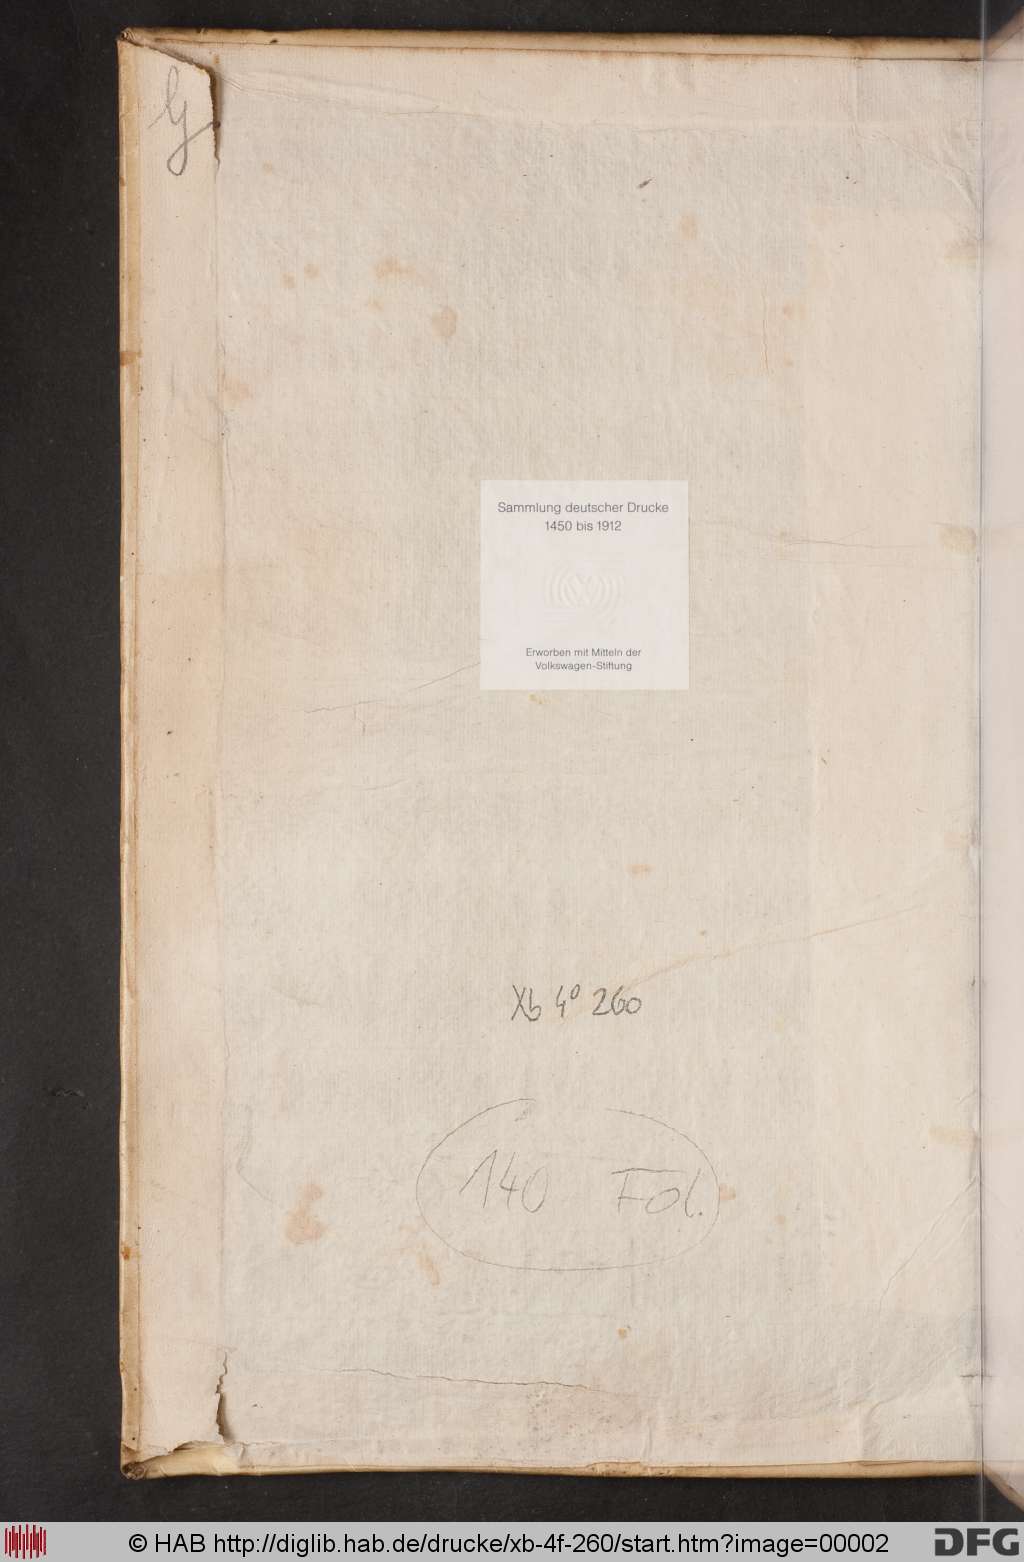 Sammlung deutscher Drucke
1450 bis 1912
Erworben mit Mitteln der
Volkswagen-Stiftung
Xb 4° 260
140 Fol.
© HAB http://diglib.hab.de/drucke/xb-4f-260/start.htm?image=00002
DFG